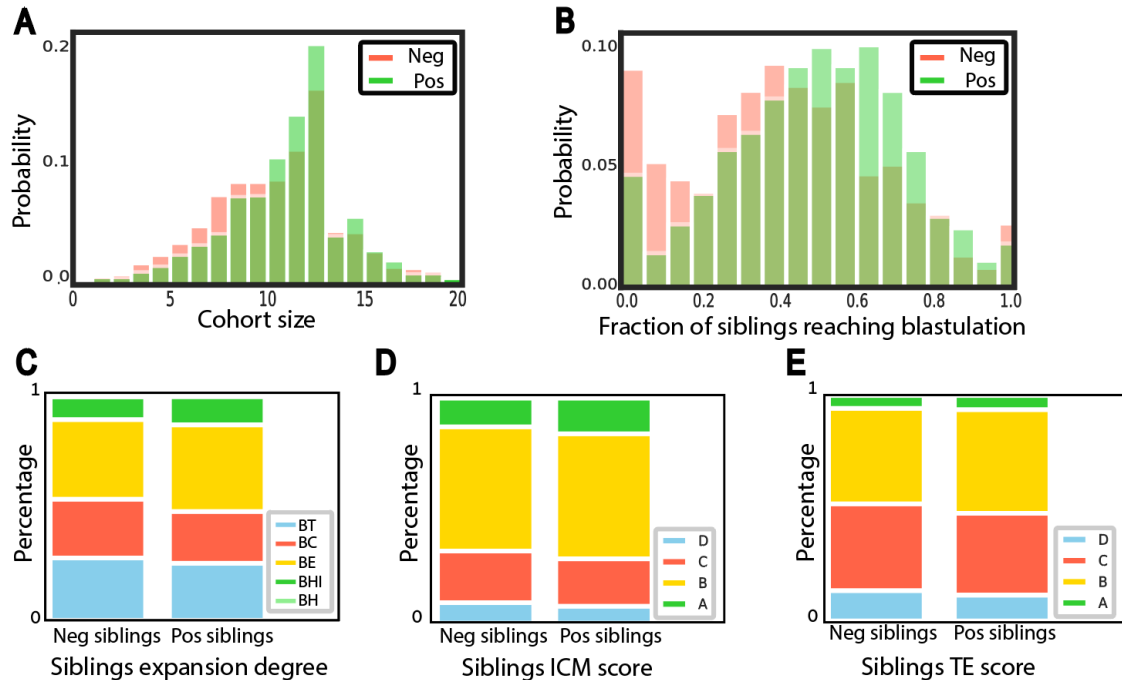 A
0.2
0.1
0.0
Probability
Neg
Pos
0 5 10 15 20
Cohort size
B
0.10
0.05
0.00
Probability
Neg
Pos
0.0 0.2 0.4 0.6 0.8 1.0
Fraction of siblings reaching blastulation
C
1
0
Percentage
BT
BC
BE
BHI
BH
Neg siblings Pos siblings
Siblings expansion degree
D
1
0
Percentage
D
C
B
A
Neg siblings Pos siblings
Siblings ICM score
E
1
0
Percentage
D
C
B
A
Neg siblings Pos siblings
Siblings TE score